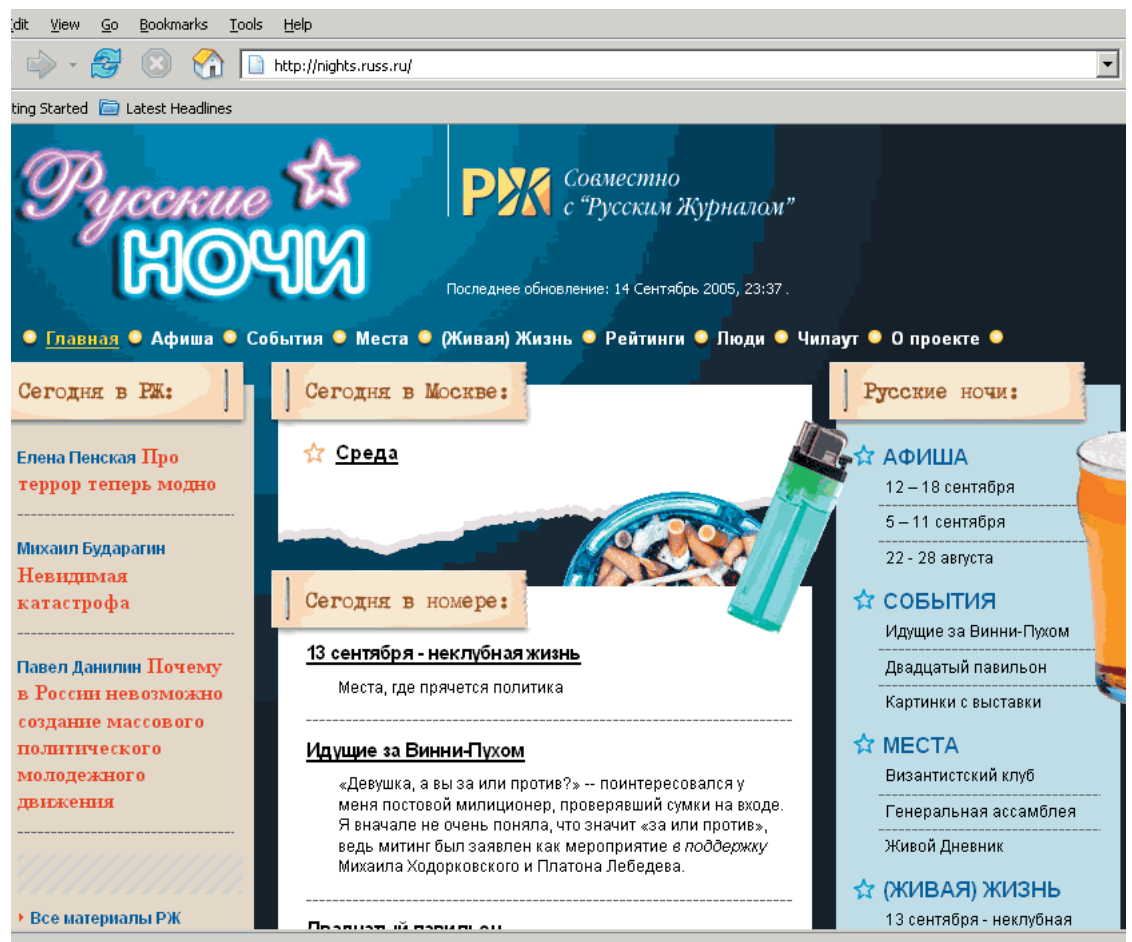 Edit View Go Bookmarks Tools Help
http://nights.russ.ru/
Latest Headlines
Русские
НОЧИ
РЖ
Совместно
с “Русским Журналом”
Последнее обновление: 14 Сентябрь 2005, 23:37 .
Главная Афиша События Места (Живая) Жизнь Рейтинги Люди Чилаут О проекте
Сегодня в РЖ:
Елена Пенская Про
террор теперь модно
Михаил Бударагин
Невидимая
катастрофа
Павел Данилин Почему
в России невозможно
создание массового
политического
молодежного
движения
Все материалы РЖ
Сегодня в Москве:
Среда
Сегодня в номере:
13 сентября - неклубная жизнь
Места, где прячется политика
Идущие за Винни-Пухом
«Девушка, а вы за или против?» -- поинтересовался у
меня постовой милиционер, проверявший сумки на входе.
Я вначале не очень поняла, что значит «за или против»,
ведь митинг был заявлен как мероприятие в поддержку
Михаила Ходорковского и Платона Лебедева.
Двадцатый павильон
Русские ночи:
АФИША
12 – 18 сентября
5 – 11 сентября
22 - 28 августа
СОБЫТИЯ
Идущие за Винни-Пухом
Двадцатый павильон
Картинки с выставки
МЕСТА
Византистский клуб
Генеральная ассамблея
Живой Дневник
(ЖИВАЯ) ЖИЗНЬ
13 сентября - неклубная